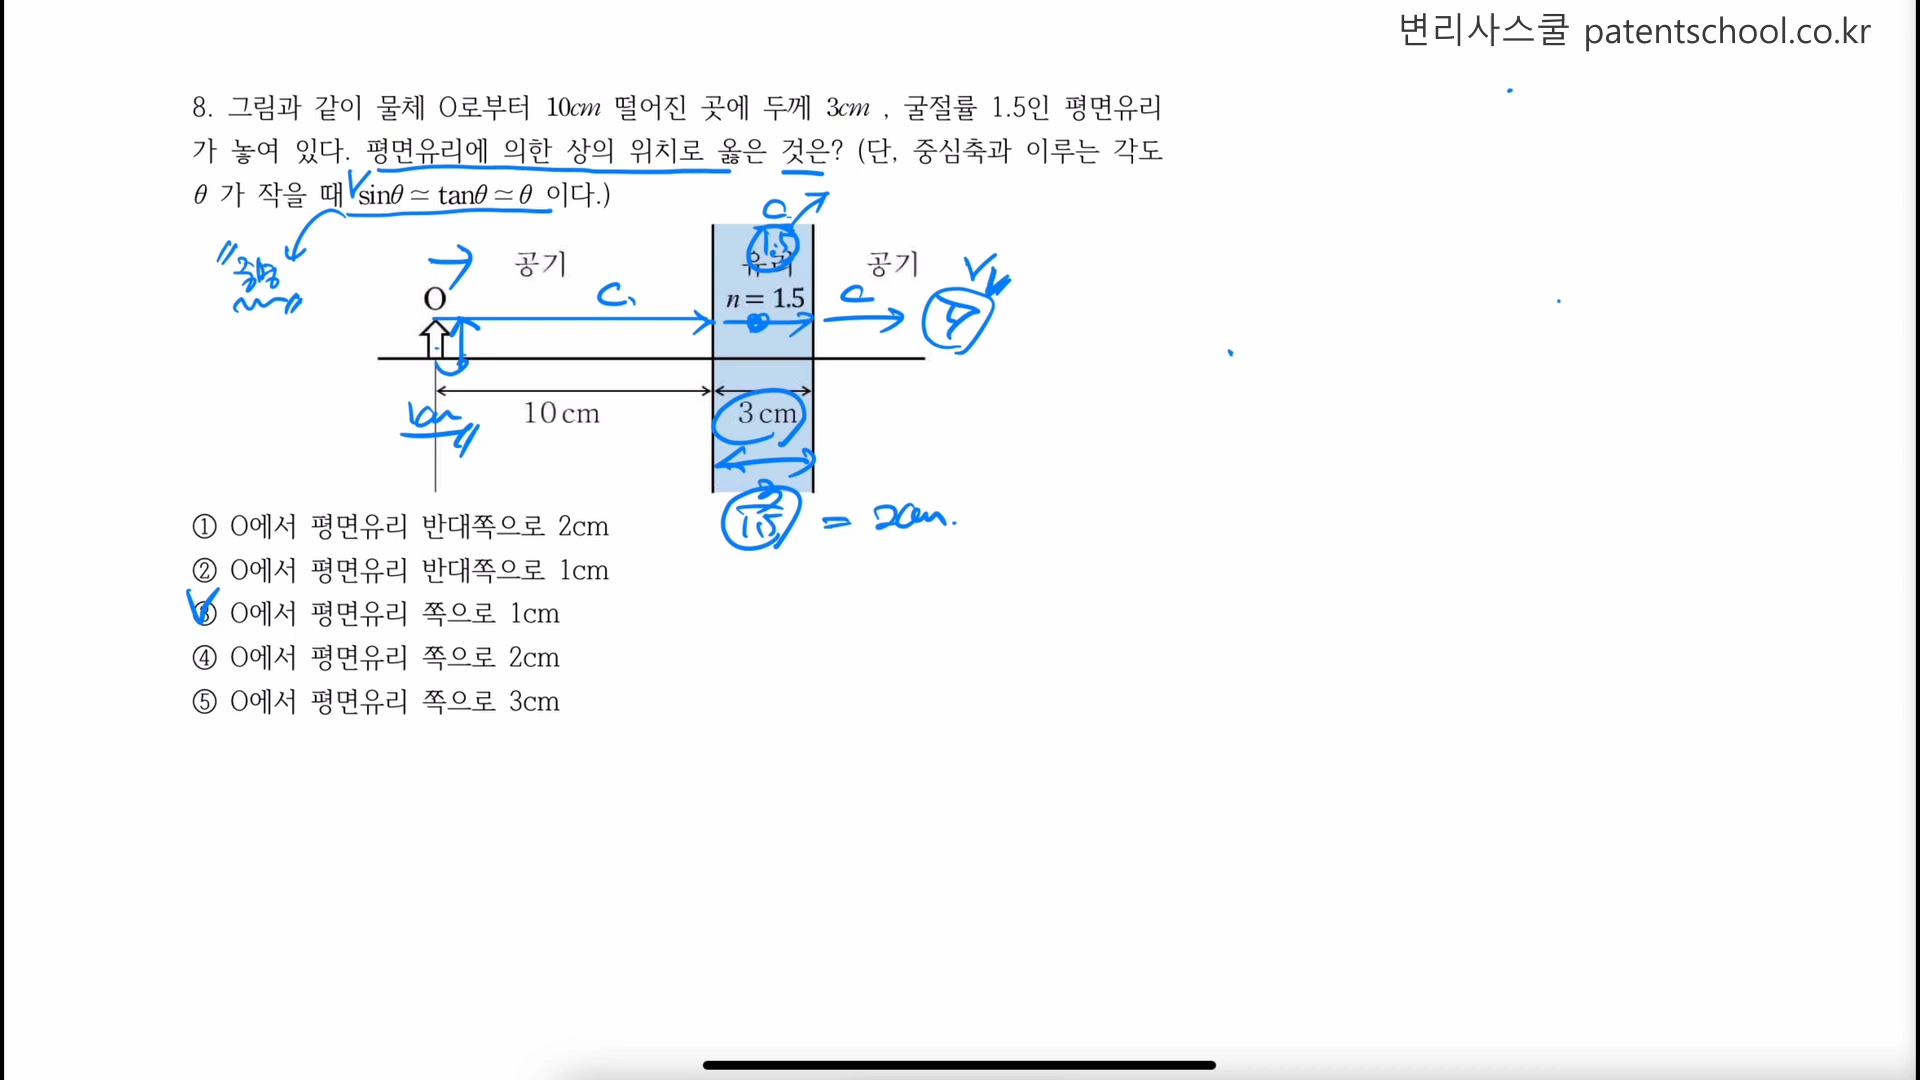 변리사스쿨 patentschool.co.kr
8. 그림과 같이 물체 O로부터 10cm 떨어진 곳에 두께 3cm , 굴절률 1.5인 평면유리
가 놓여 있다. 평면유리에 의한 상의 위치로 옳은 것은? (단, 중심축과 이루는 각도
θ 가 작을 때 sinθ ≃ tanθ ≃ θ 이다.)
C
1.5
공기
유리
공기
O
C
n = 1.5
C
10cm
3cm
1cm
3
1.5
= 2cm.
① O에서 평면유리 반대쪽으로 2cm
② O에서 평면유리 반대쪽으로 1cm
③ O에서 평면유리 쪽으로 1cm
④ O에서 평면유리 쪽으로 2cm
⑤ O에서 평면유리 쪽으로 3cm